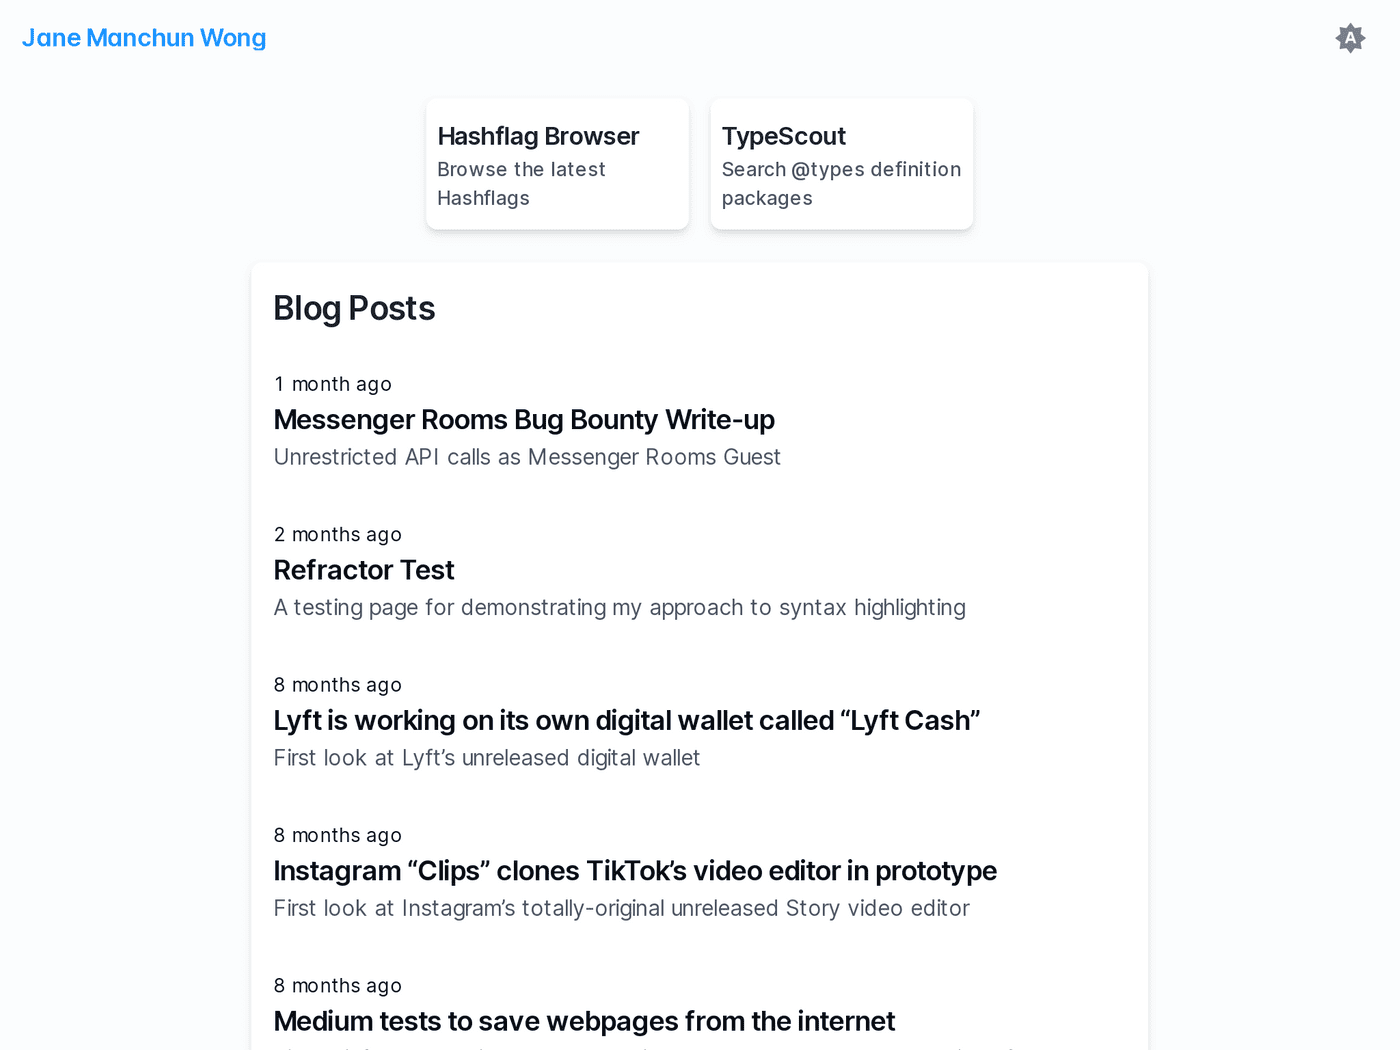 Jane Manchun Wong
A
Hashflag Browser
Browse the latest
Hashflags
TypeScout
Search @types definition
packages
Blog Posts
1 month ago
Messenger Rooms Bug Bounty Write-up
Unrestricted API calls as Messenger Rooms Guest
2 months ago
Refractor Test
A testing page for demonstrating my approach to syntax highlighting
8 months ago
Lyft is working on its own digital wallet called “Lyft Cash”
First look at Lyft’s unreleased digital wallet
8 months ago
Instagram “Clips” clones TikTok’s video editor in prototype
First look at Instagram’s totally-original unreleased Story video editor
8 months ago
Medium tests to save webpages from the internet